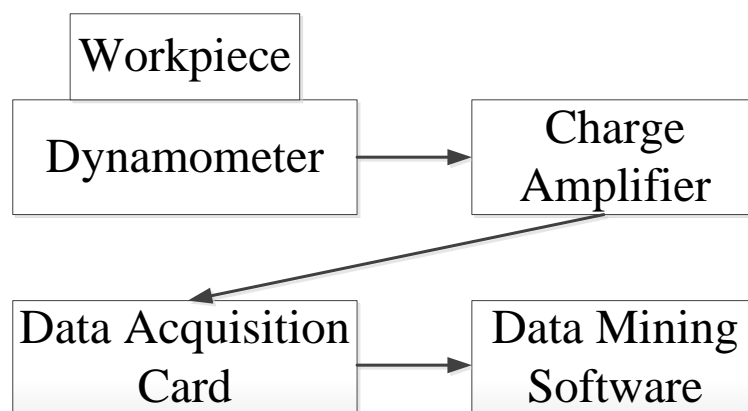 Workpiece
Dynamometer
Charge
Amplifier
Data Acquisition
Card
Data Mining
Software